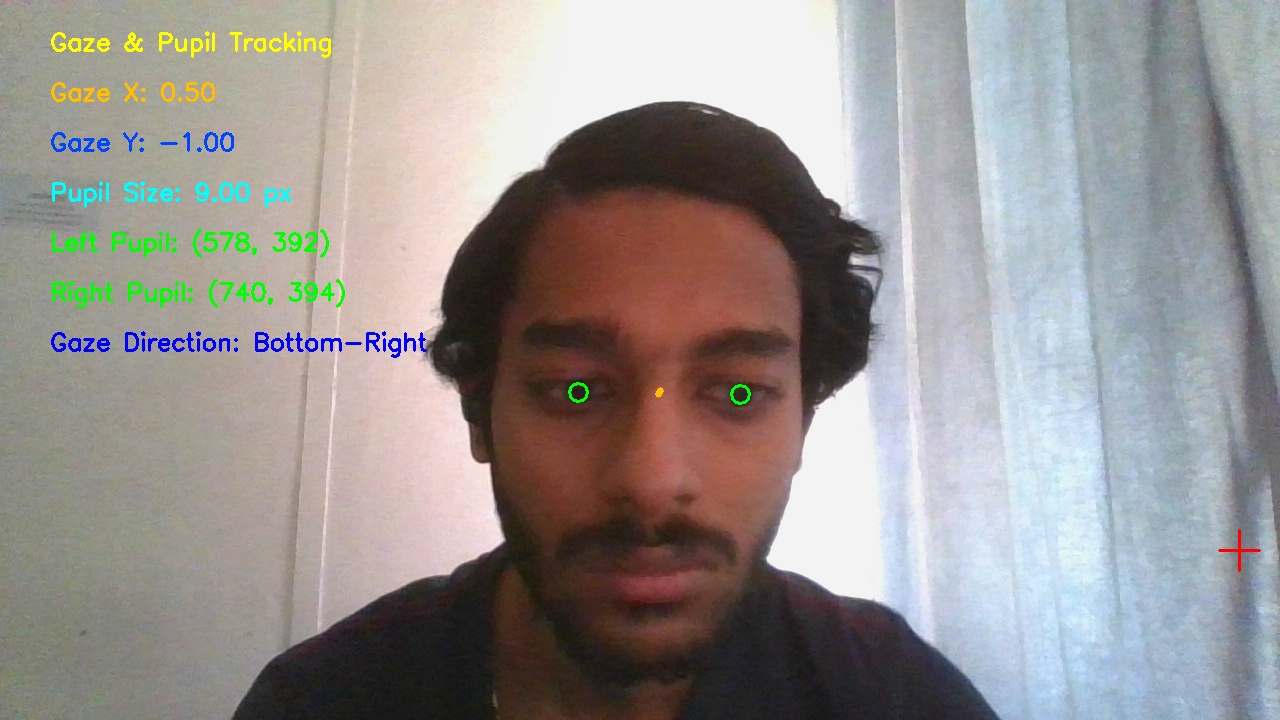 Gaze & Pupil Tracking
Gaze X: 0.50
Gaze Y: -1.00
Pupil Size: 9.00 px
Left Pupil: (578, 392)
Right Pupil: (740, 394)
Gaze Direction: Bottom-Right